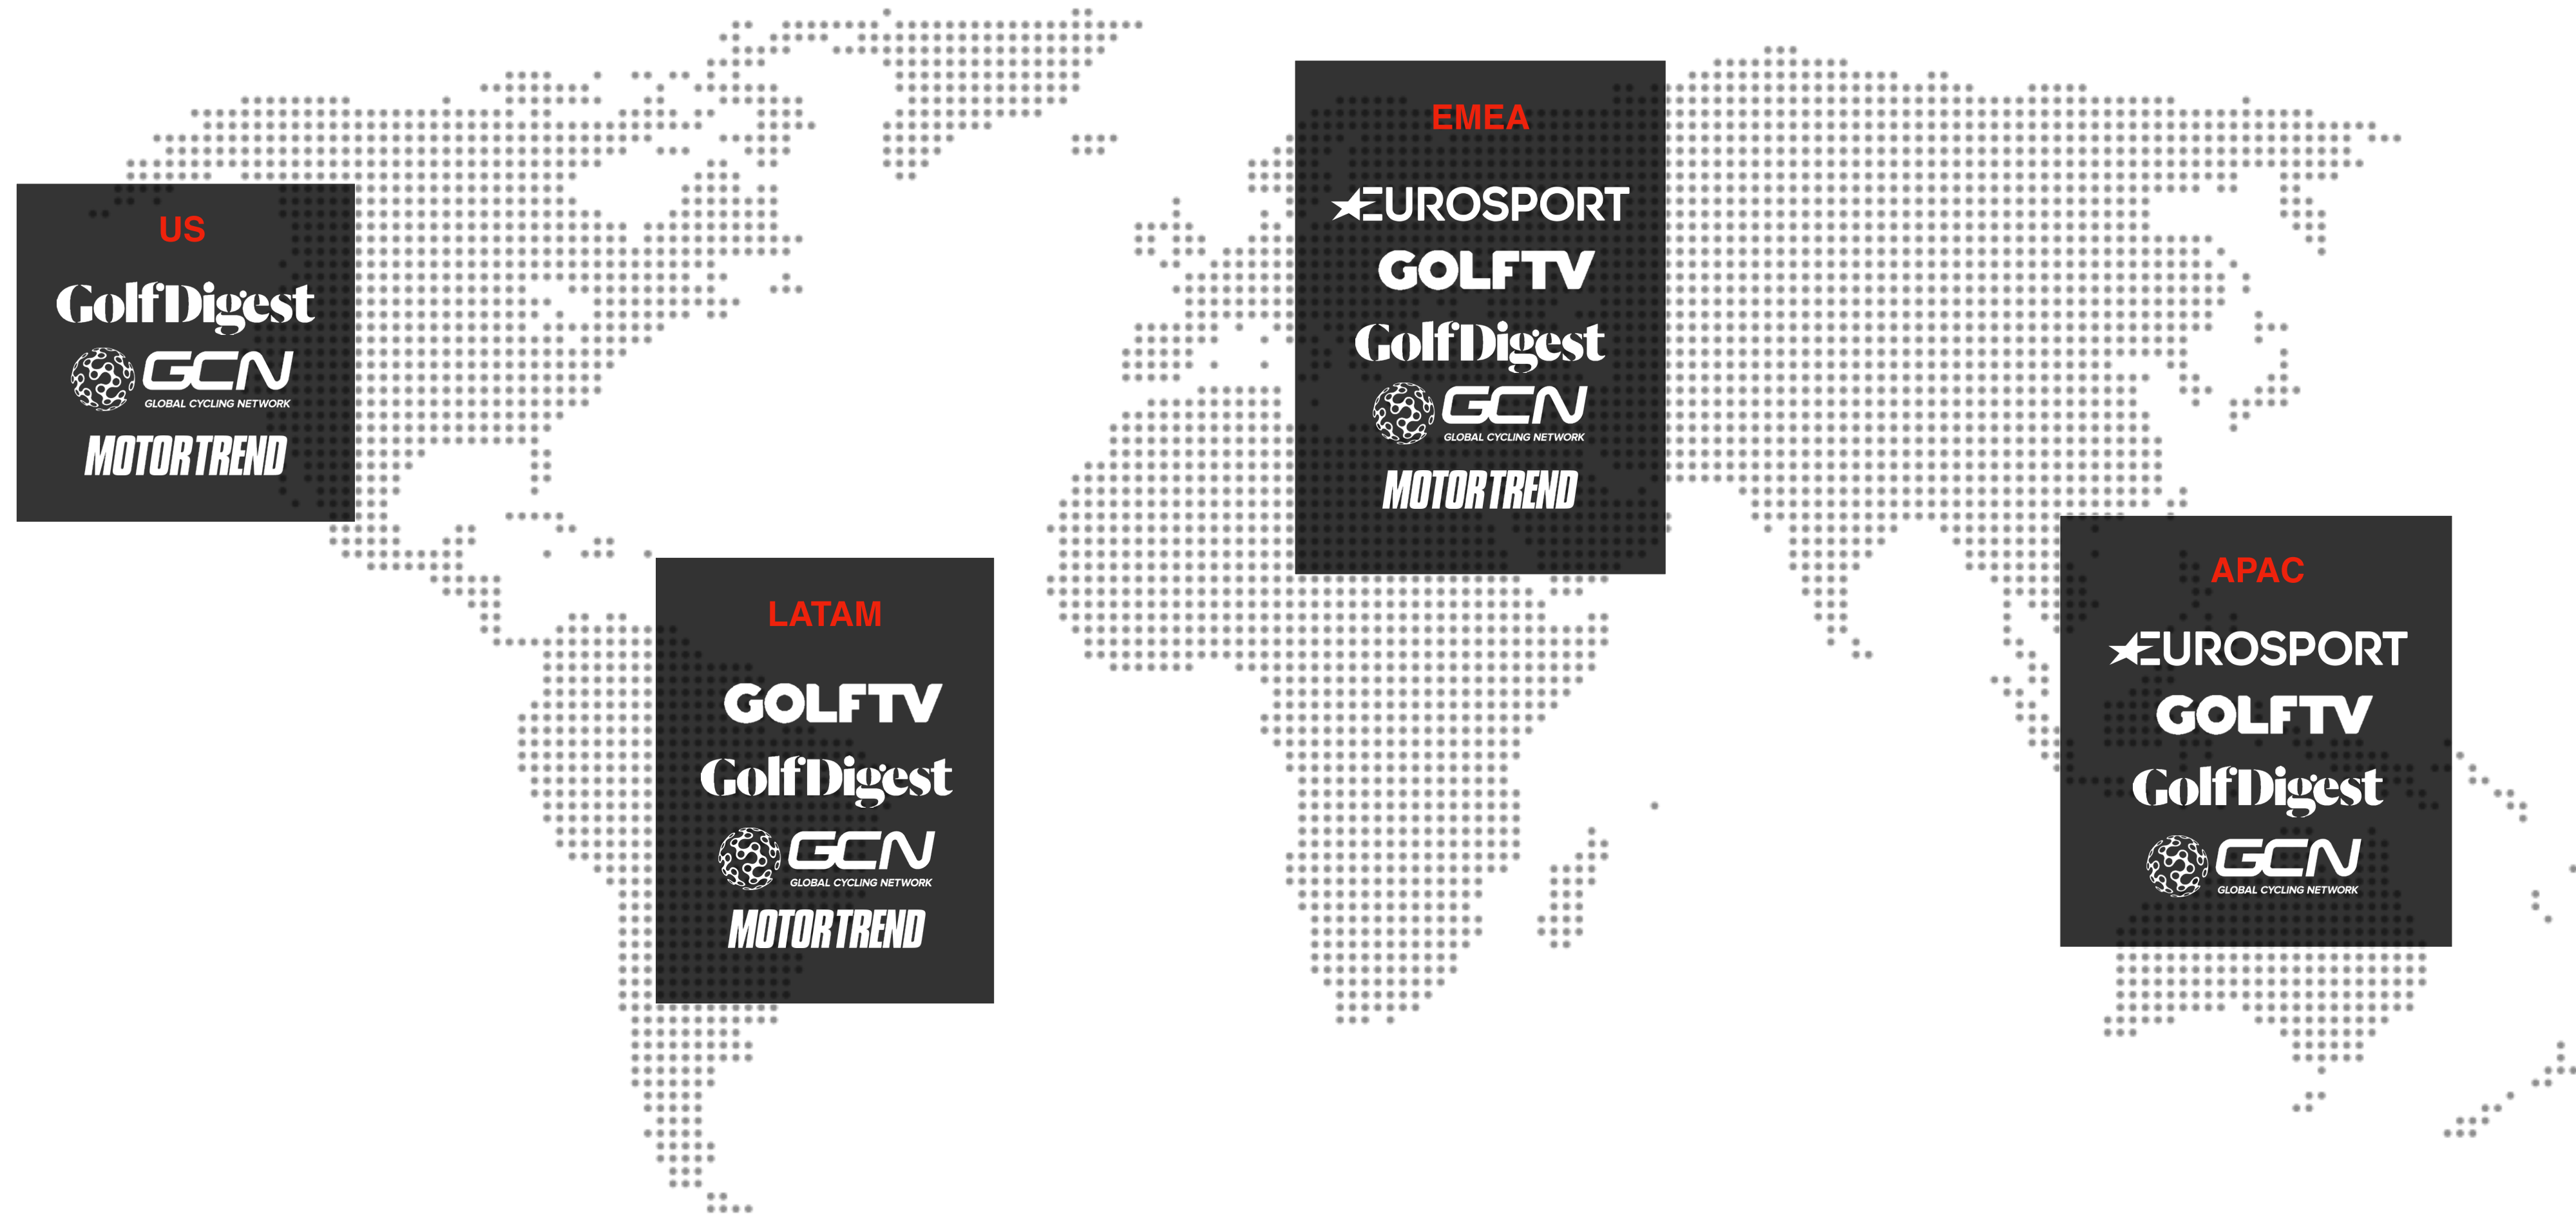 US
GolfDigest
GCN
GLOBAL CYCLING NETWORK
MOTORTREND
LATAM
GOLFTV
GolfDigest
GCN
GLOBAL CYCLING NETWORK
MOTORTREND
EMEA
EUROSPORT
GOLFTV
GolfDigest
GCN
GLOBAL CYCLING NETWORK
MOTORTREND
APAC
EUROSPORT
GOLFTV
GolfDigest
GCN
GLOBAL CYCLING NETWORK